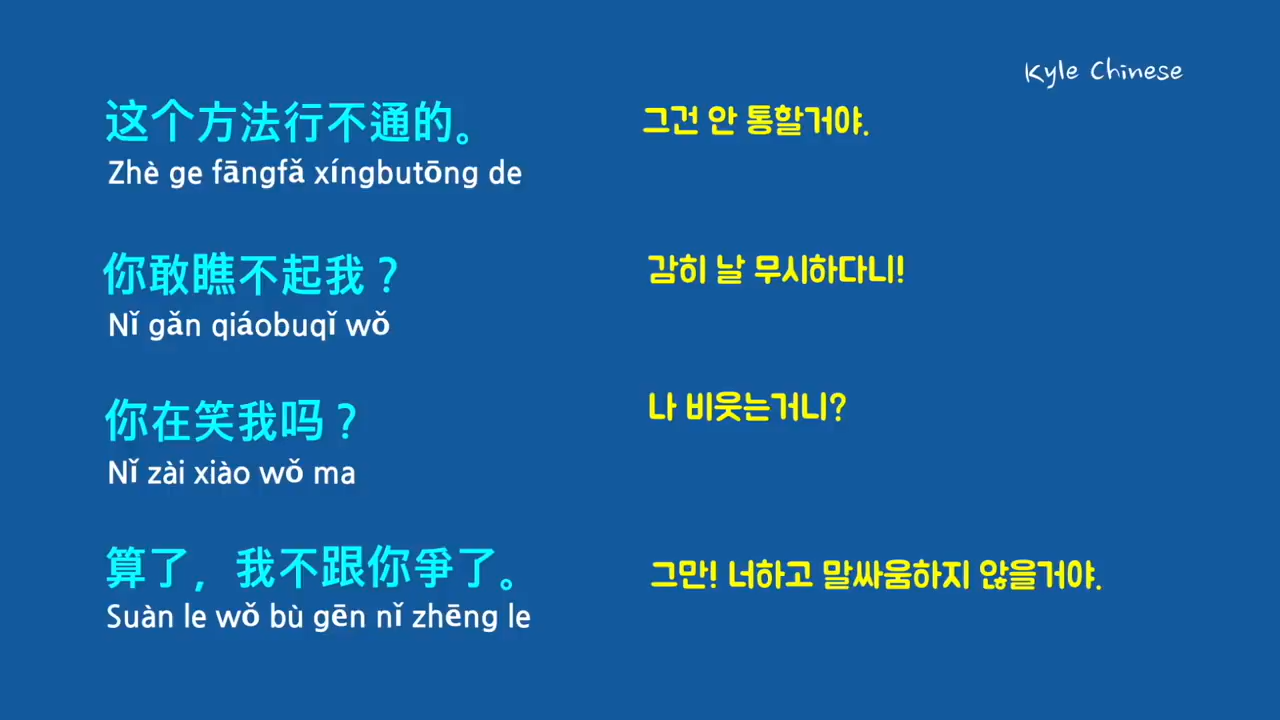 Kyle Chinese
这个方法行不通的。
Zhè ge fāngfǎ xíngbutōng de
그건 안 통할거야.
你敢瞧不起我？
Nǐ gǎn qiáobuqǐ wǒ
감히 날 무시하다니!
你在笑我吗？
Nǐ zài xiào wǒ ma
나 비웃는거니?
算了，我不跟你爭了。
Suàn le wǒ bù gēn nǐ zhēng le
그만! 너하고 말싸움하지 않을거야.